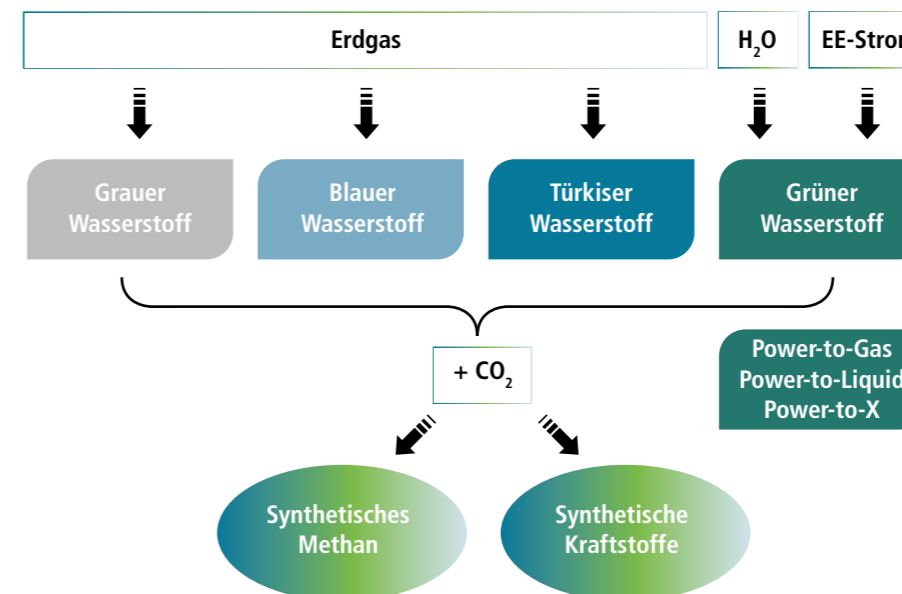 Erdgas
H₂O
EE-Stron
Grauer
Wasserstoff
Blauer
Wasserstoff
Türkiser
Wasserstoff
Grüner
Wasserstoff
+ CO₂
Power-to-Gas
Power-to-Liquid
Power-to-X
Synthetisches
Methan
Synthetische
Kraftstoffe